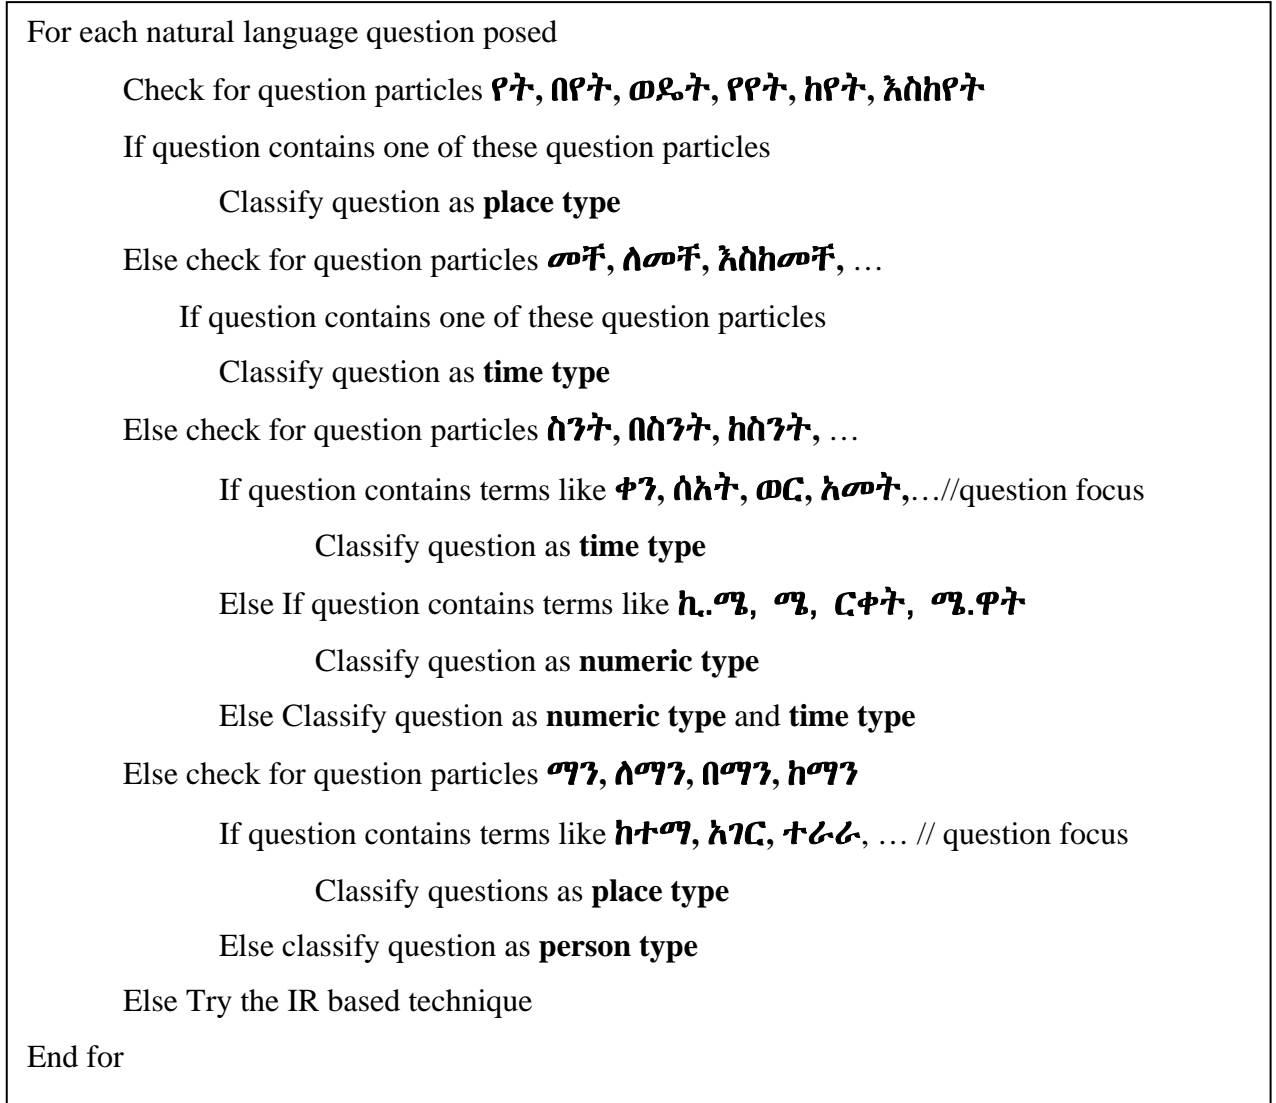 For each natural language question posed
Check for question particles የት, በየት, ወዴት, የየት, ከየት, እስከየት
If question contains one of these question particles
Classify question as place type
Else check for question particles መቸ, ለመቸ, እስከመቸ, …
If question contains one of these question particles
Classify question as time type
Else check for question particles ስንት, በስንት, ከስንት, …
If question contains terms like ቀን, ሰአት, ወር, አመት,…//question focus
Classify question as time type
Else If question contains terms like ኪ.ሜ, ሜ, ርቀት, ሜ.ዋት
Classify question as numeric type
Else Classify question as numeric type and time type
Else check for question particles ማን, ለማን, በማን, ከማን
If question contains terms like ከተማ, አገር, ተራራ, … // question focus
Classify questions as place type
Else classify question as person type
Else Try the IR based technique
End for